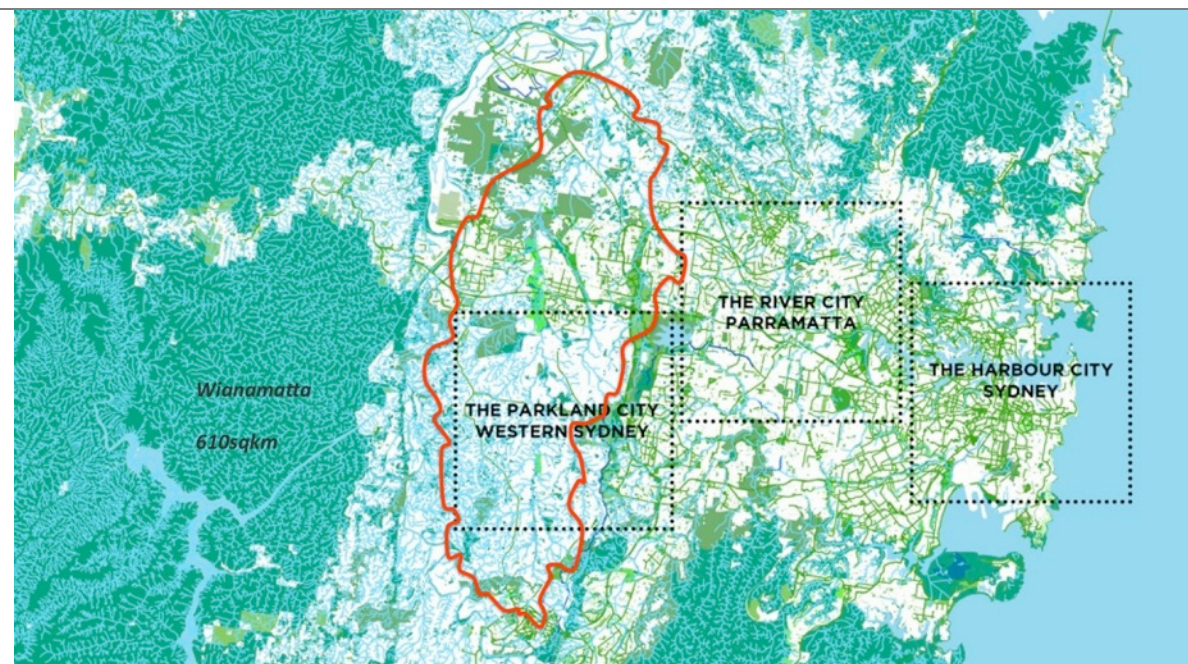 THE RIVER CITY
PARRAMATTA
THE HARBOUR CITY
SYDNEY
Wianamatta
610sqkm
THE PARKLAND CITY
WESTERN SYDNEY